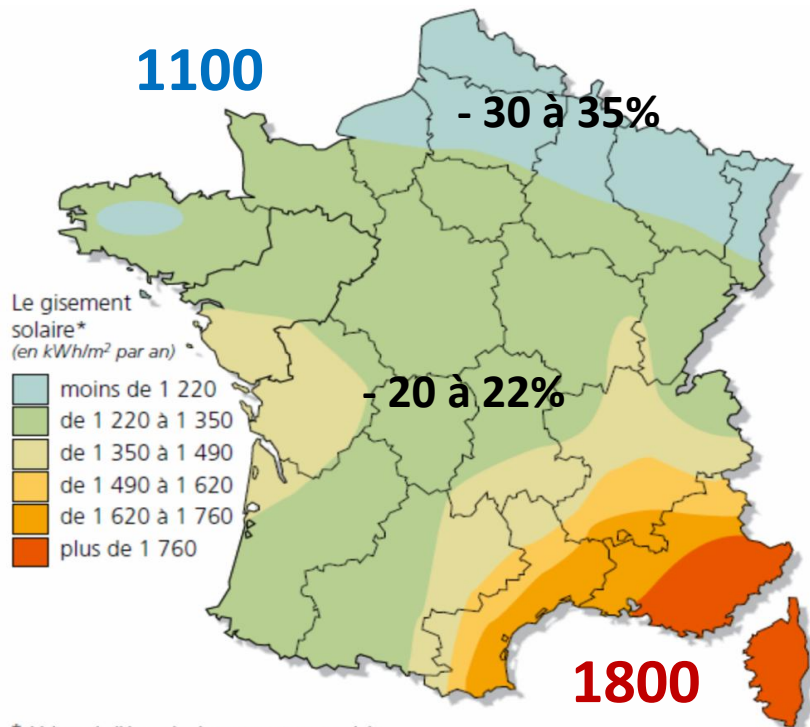 1100
- 30 à 35%
Le gisement
solaire*
(en kWh/m² par an)
moins de 1 220
de 1 220 à 1 350
de 1 350 à 1 490
de 1 490 à 1 620
de 1 620 à 1 760
plus de 1 760
- 20 à 22%
1800